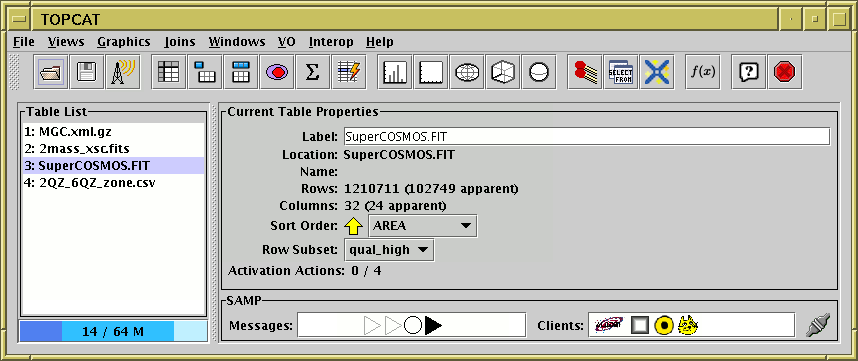 TOPCAT
File Views Graphics Joins Windows VO Interop Help
Σ SELECT FROM f(x) ?
Table List
1: MGC.xml.gz
2: 2mass_xsc.fits
3: SuperCOSMOS.FIT
4: 2QZ_6QZ_zone.csv
14 / 64 M
Current Table Properties
Label: SuperCOSMOS.FIT
Location: SuperCOSMOS.FIT
Name:
Rows: 1210711 (102749 apparent)
Columns: 32 (24 apparent)
Sort Order: AREA
Row Subset: qual_high
Activation Actions: 0 / 4
SAMP
Messages: Clients: